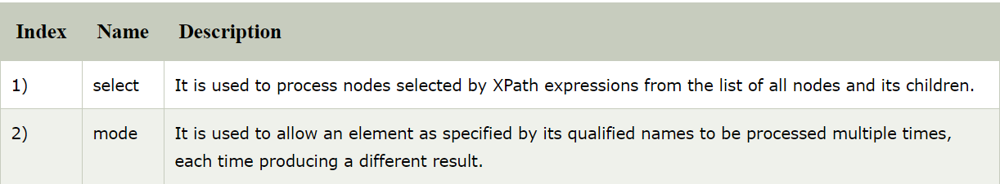 Index Name Description
1) select It is used to process nodes selected by XPath expressions from the list of all nodes and its children.
2) mode It is used to allow an element as specified by its qualified names to be processed multiple times,
each time producing a different result.